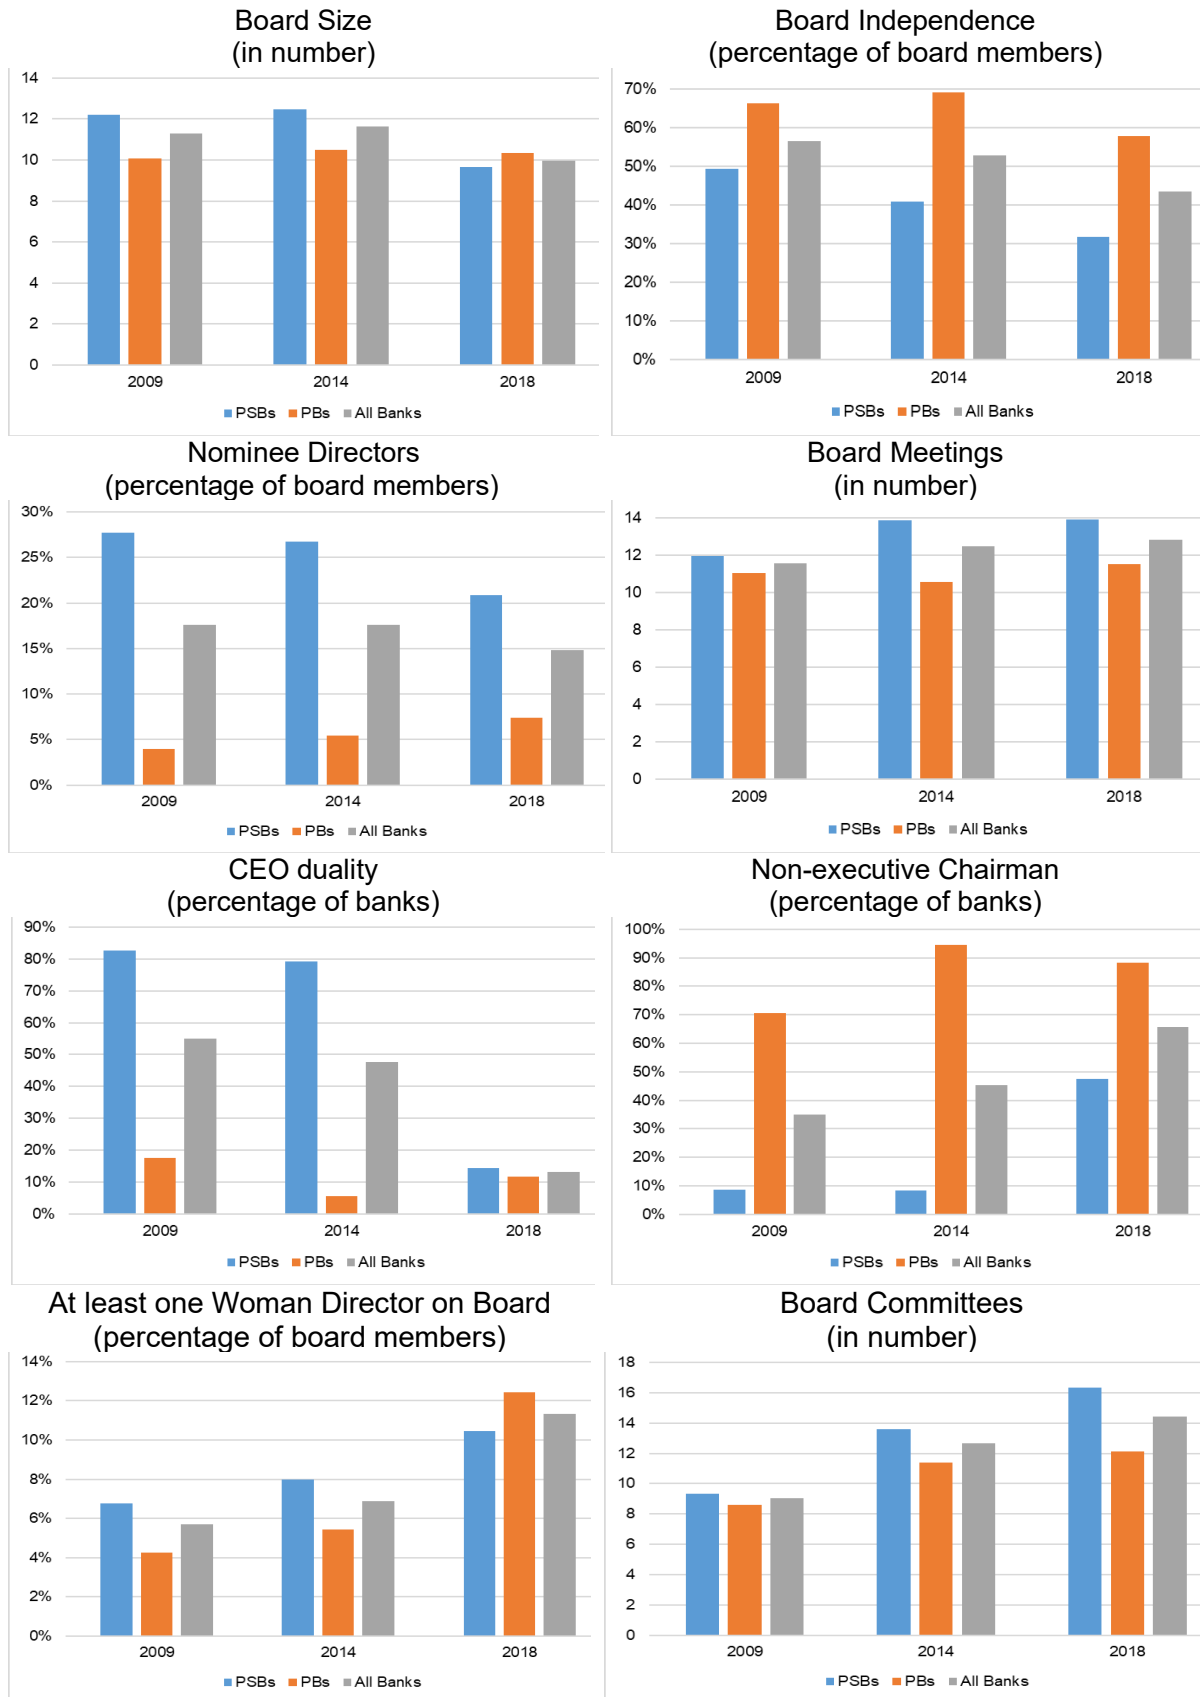 Board Size
(in number)
14
12
10
8
6
4
2
0
2009 2014 2018
PSBs PBs All Banks
Board Independence
(percentage of board members)
70%
60%
50%
40%
30%
20%
10%
0%
2009 2014 2018
PSBs PBs All Banks
Nominee Directors
(percentage of board members)
30%
25%
20%
15%
10%
5%
0%
2009 2014 2018
PSBs PBs All Banks
Board Meetings
(in number)
14
12
10
8
6
4
2
0
2009 2014 2018
PSBs PBs All Banks
CEO duality
(percentage of banks)
90%
80%
70%
60%
50%
40%
30%
20%
10%
0%
2009 2014 2018
PSBs PBs All Banks
Non-executive Chairman
(percentage of banks)
100%
90%
80%
70%
60%
50%
40%
30%
20%
10%
0%
2009 2014 2018
PSBs PBs All Banks
At least one Woman Director on Board
(percentage of board members)
14%
12%
10%
8%
6%
4%
2%
0%
2009 2014 2018
PSBs PBs All Banks
Board Committees
(in number)
18
16
14
12
10
8
6
4
2
0
2009 2014 2018
PSBs PBs All Banks